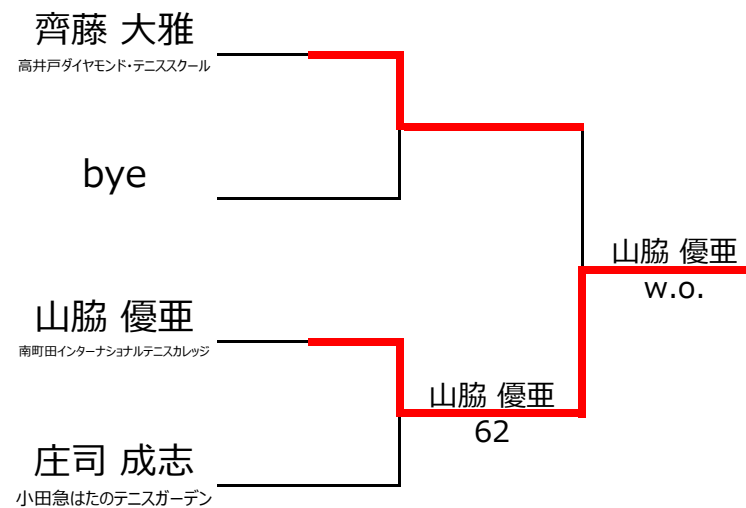 齊藤 大雅
高井戸ダイヤモンド・テニススクール
bye
山脇 優亜
w.o.
山脇 優亜
南町田インターナショナルテニスカレッジ
山脇 優亜
62
庄司 成志
小田急はたのテニスガーデン